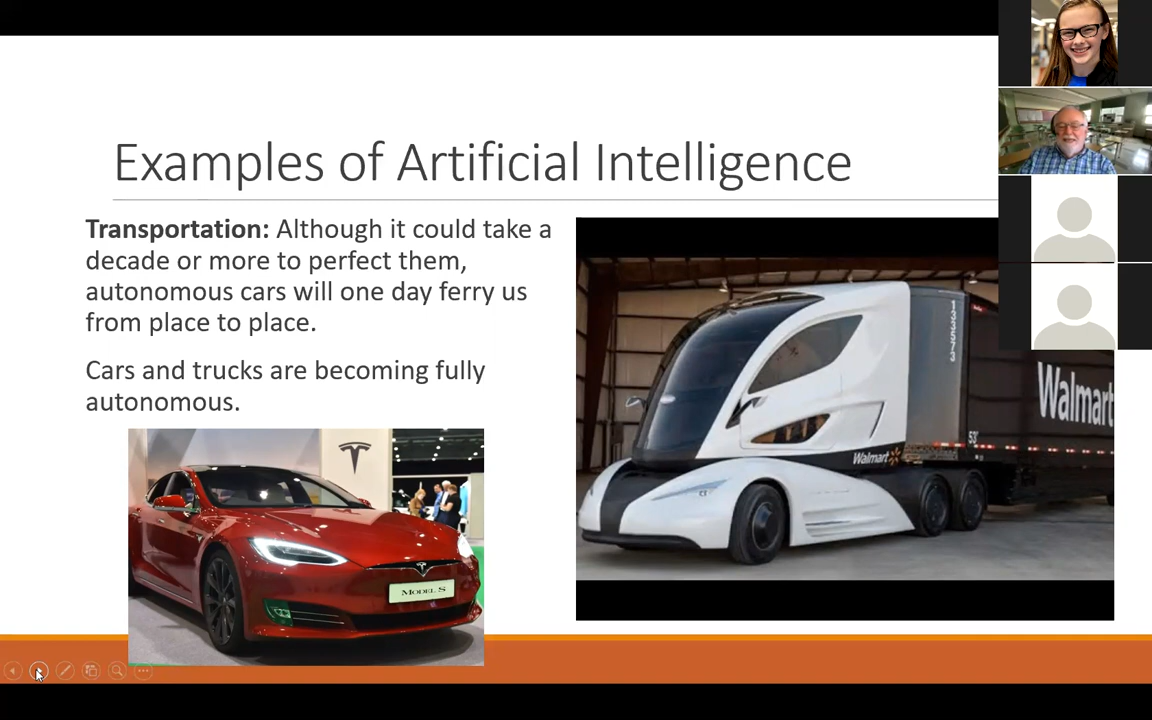 Examples of Artificial Intelligence
Transportation: Although it could take a
decade or more to perfect them,
autonomous cars will one day ferry us
from place to place.
Cars and trucks are becoming fully
autonomous.
MODEL S
Walmart
53'
Walmart